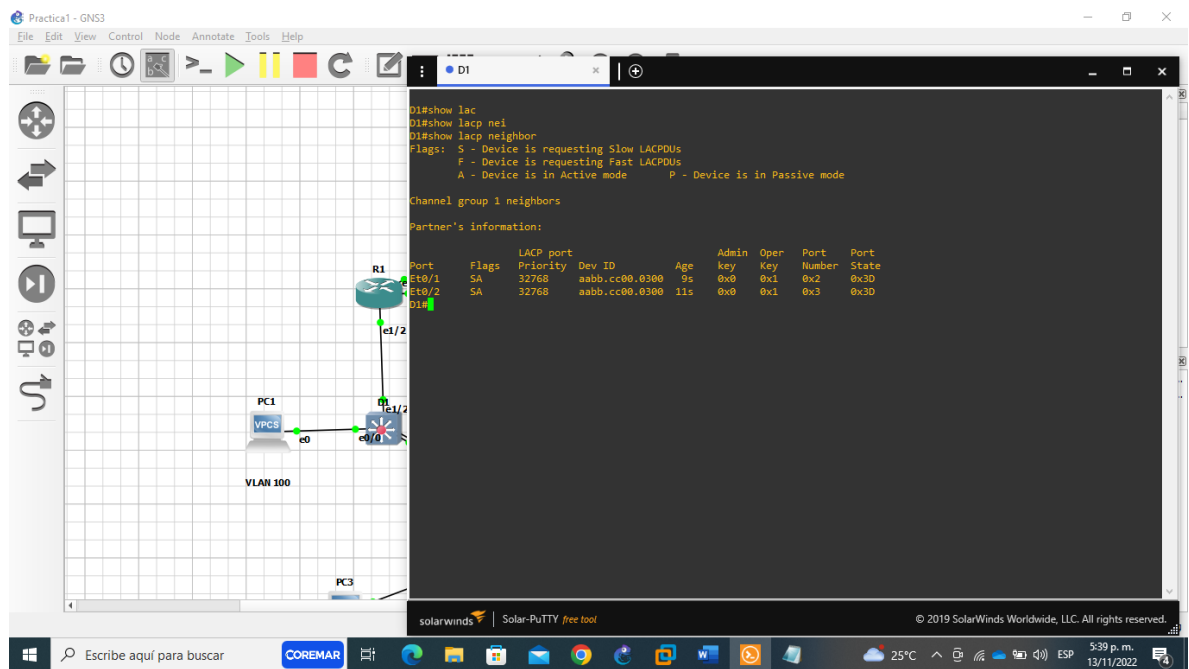 Practica1 - GNS3
File Edit View Control Node Annotate Tools Help
D1
D1#show lac
D1#show lacp nei
D1#show lacp neighbor
Flags: S - Device is requesting Slow LACPDUs
F - Device is requesting Fast LACPDUs
A - Device is in Active mode P - Device is in Passive mode
Channel group 1 neighbors
Partner's information:
LACP port Admin Oper Port Port
Port Flags Priority Dev ID Age key Key Number State
Et0/1 SA 32768 aabb.cc00.0300 9s 0x0 0x1 0x2 0x3D
Et0/2 SA 32768 aabb.cc00.0300 11s 0x0 0x1 0x3 0x3D
D1#
R1
e1/2
PC1
D1
e1/2
VPCS
e0
e0/0
VLAN 100
PC3
solarwinds Solar-PuTTY free tool
© 2019 SolarWinds Worldwide, LLC. All rights reserved.
Escribe aquí para buscar
COREMAR
25°C
ESP
5:39 p. m.
13/11/2022
4